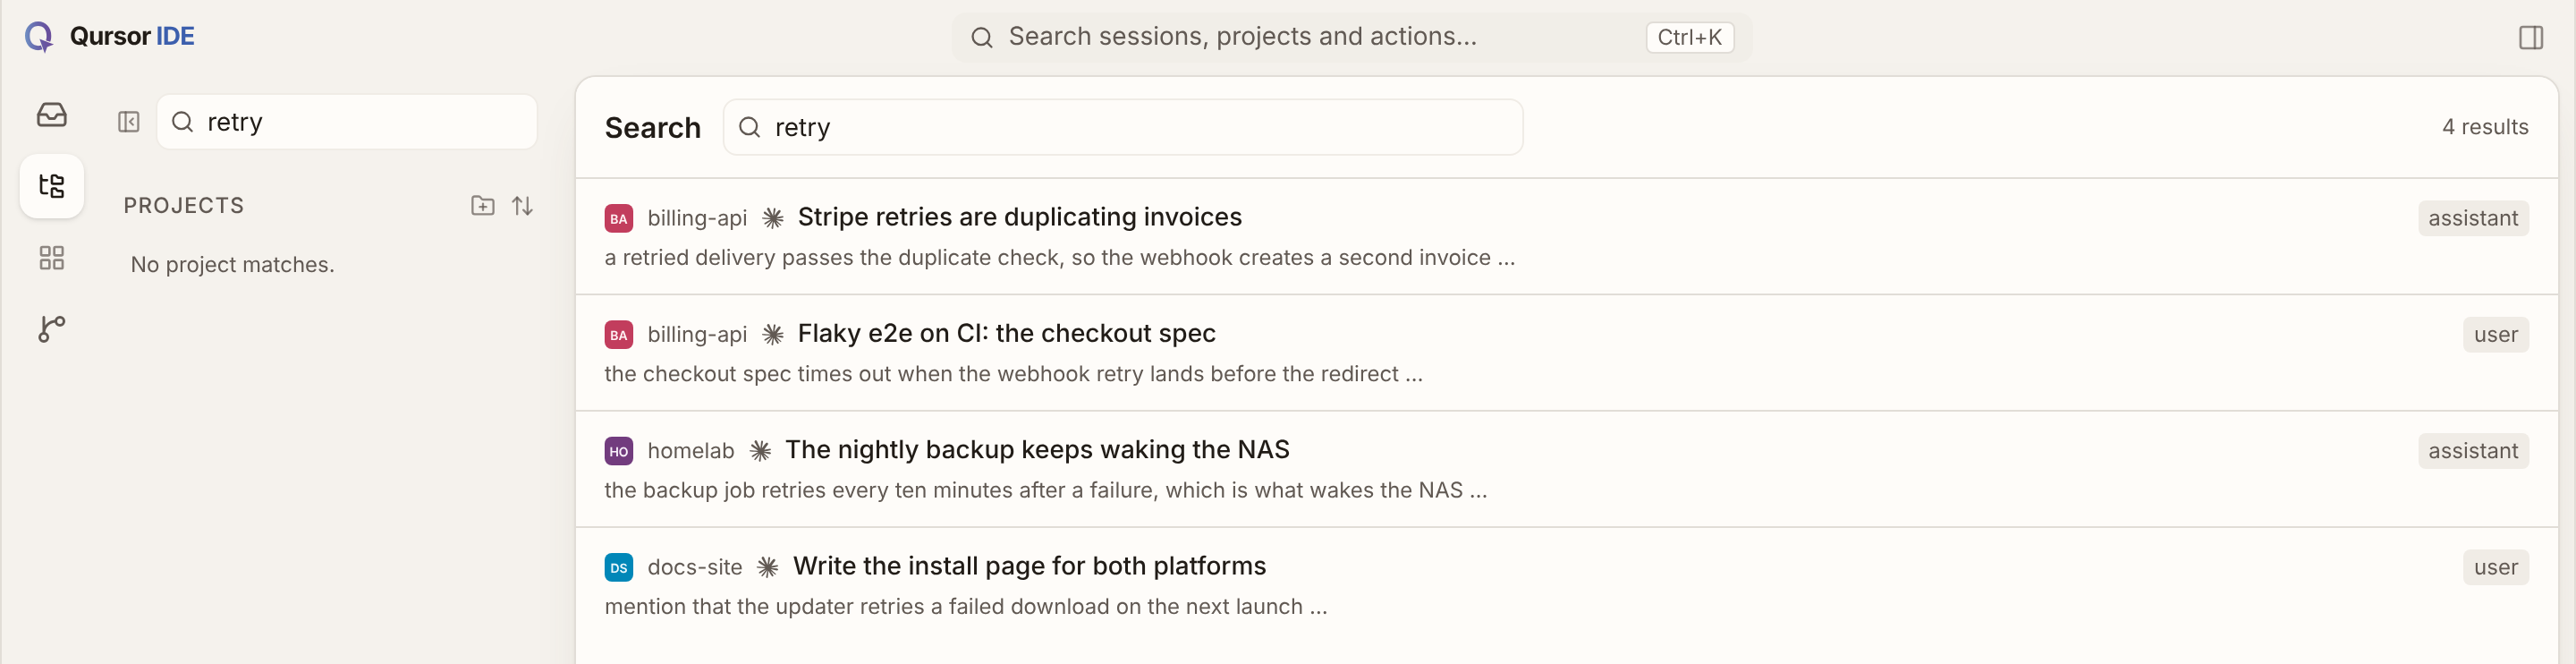 Qursor IDE
Search sessions, projects and actions...
Ctrl+K
retry
PROJECTS
No project matches.
Search
retry
4 results
BA billing-api Stripe retries are duplicating invoices assistant
a retried delivery passes the duplicate check, so the webhook creates a second invoice ...
BA billing-api Flaky e2e on CI: the checkout spec user
the checkout spec times out when the webhook retry lands before the redirect ...
HO homelab The nightly backup keeps waking the NAS assistant
the backup job retries every ten minutes after a failure, which is what wakes the NAS ...
DS docs-site Write the install page for both platforms user
mention that the updater retries a failed download on the next launch ...